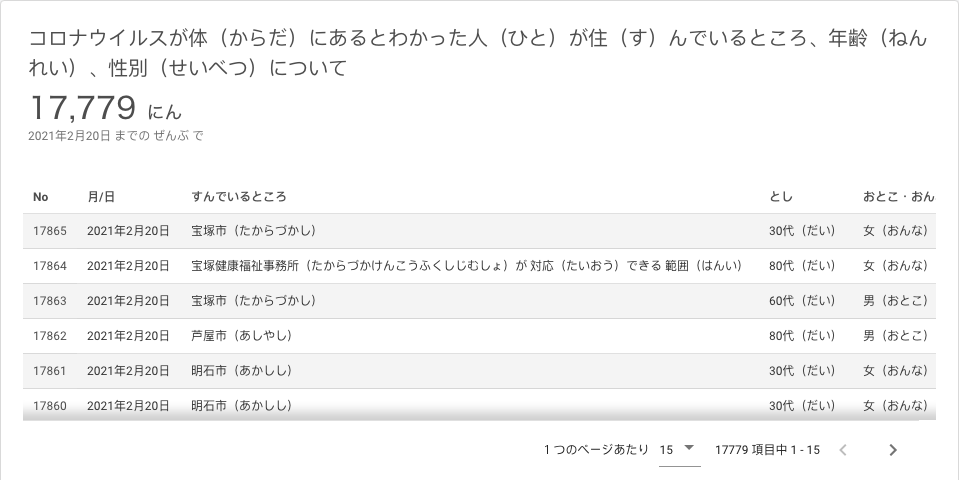 コロナウイルスが体（からだ）にあるとわかった人（ひと）が住（す）んでいるところ、年齢（ねん
れい）、性別（せいべつ）について
17,779 にん
2021年2月20日 までの ぜんぶ で
No 月/日 すんでいるところ とし おとこ・おん
17865 2021年2月20日 宝塚市（たからづかし） 30代（だい） 女（おんな）
17864 2021年2月20日 宝塚健康福祉事務所（たからづかけんこうふくしじむしょ）が 対応（たいおう）できる 範囲（はんい） 80代（だい） 女（おんな）
17863 2021年2月20日 宝塚市（たからづかし） 60代（だい） 男（おとこ）
17862 2021年2月20日 芦屋市（あしやし） 80代（だい） 男（おとこ）
17861 2021年2月20日 明石市（あかしし） 30代（だい） 女（おんな）
17860 2021年2月20日 明石市（あかしし） 30代（だい） 女（おんな）
1 つのページあたり 15 17779 項目中 1 - 15